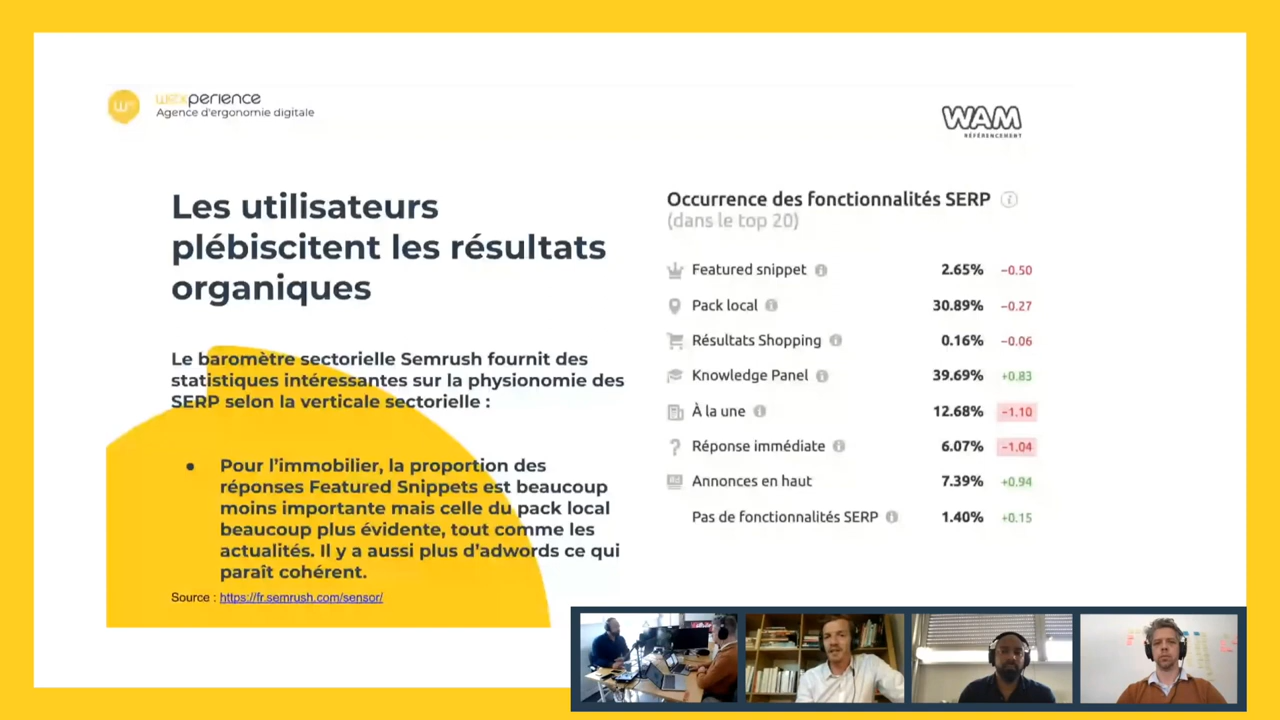 wexperience
Agence d'ergonomie digitale
WAM
RÉFÉRENCEMENT
Les utilisateurs
plébiscitent les résultats
organiques
Le baromètre sectorielle Semrush fournit des
statistiques intéressantes sur la physionomie des
SERP selon la verticale sectorielle :
● Pour l'immobilier, la proportion des
réponses Featured Snippets est beaucoup
moins importante mais celle du pack local
beaucoup plus évidente, tout comme les
actualités. Il y a aussi plus d'adwords ce qui
paraît cohérent.
Source : https://fr.semrush.com/sensor/
Occurrence des fonctionnalités SERP
(dans le top 20)
Featured snippet 2.65% −0.50
Pack local 30.89% −0.27
Résultats Shopping 0.16% −0.06
Knowledge Panel 39.69% +0.83
À la une 12.68% −1.10
Réponse immédiate 6.07% −1.04
Annonces en haut 7.39% +0.94
Pas de fonctionnalités SERP 1.40% +0.15